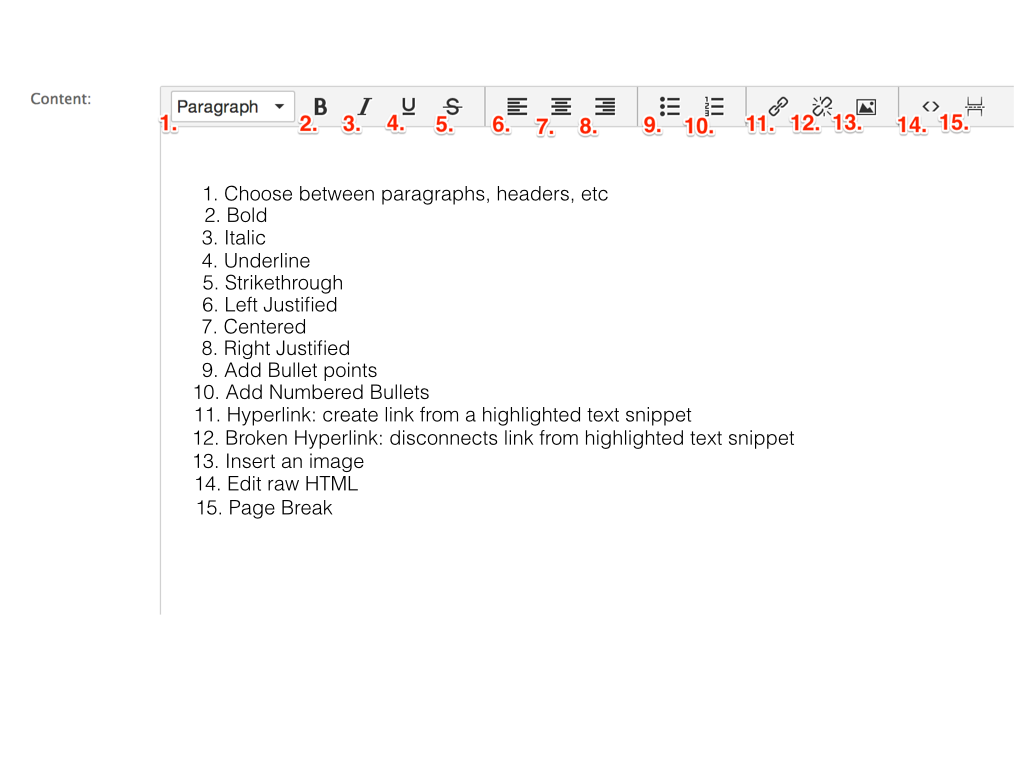 Content:
Paragraph B I U S
1. 2. 3. 4. 5. 6. 7. 8. 9. 10. 11. 12. 13. 14. 15.
1. Choose between paragraphs, headers, etc
2. Bold
3. Italic
4. Underline
5. Strikethrough
6. Left Justified
7. Centered
8. Right Justified
9. Add Bullet points
10. Add Numbered Bullets
11. Hyperlink: create link from a highlighted text snippet
12. Broken Hyperlink: disconnects link from highlighted text snippet
13. Insert an image
14. Edit raw HTML
15. Page Break